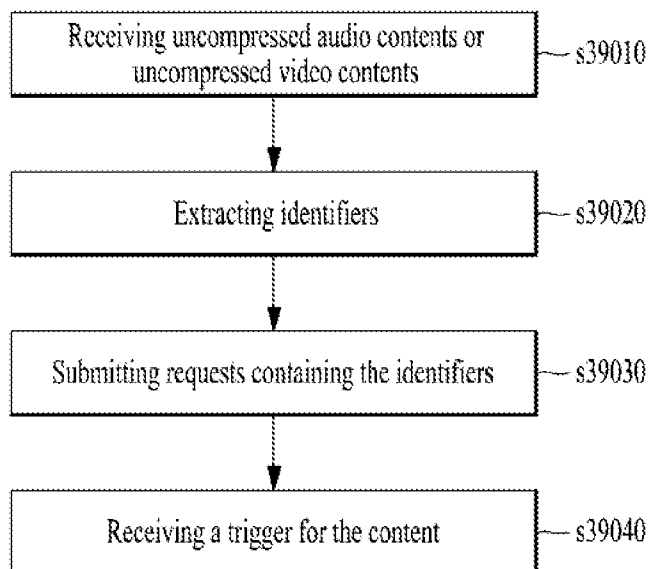 Receiving uncompressed audio contents or
uncompressed video contents
s39010
Extracting identifiers
s39020
Submitting requests containing the identifiers
s39030
Receiving a trigger for the content
s39040